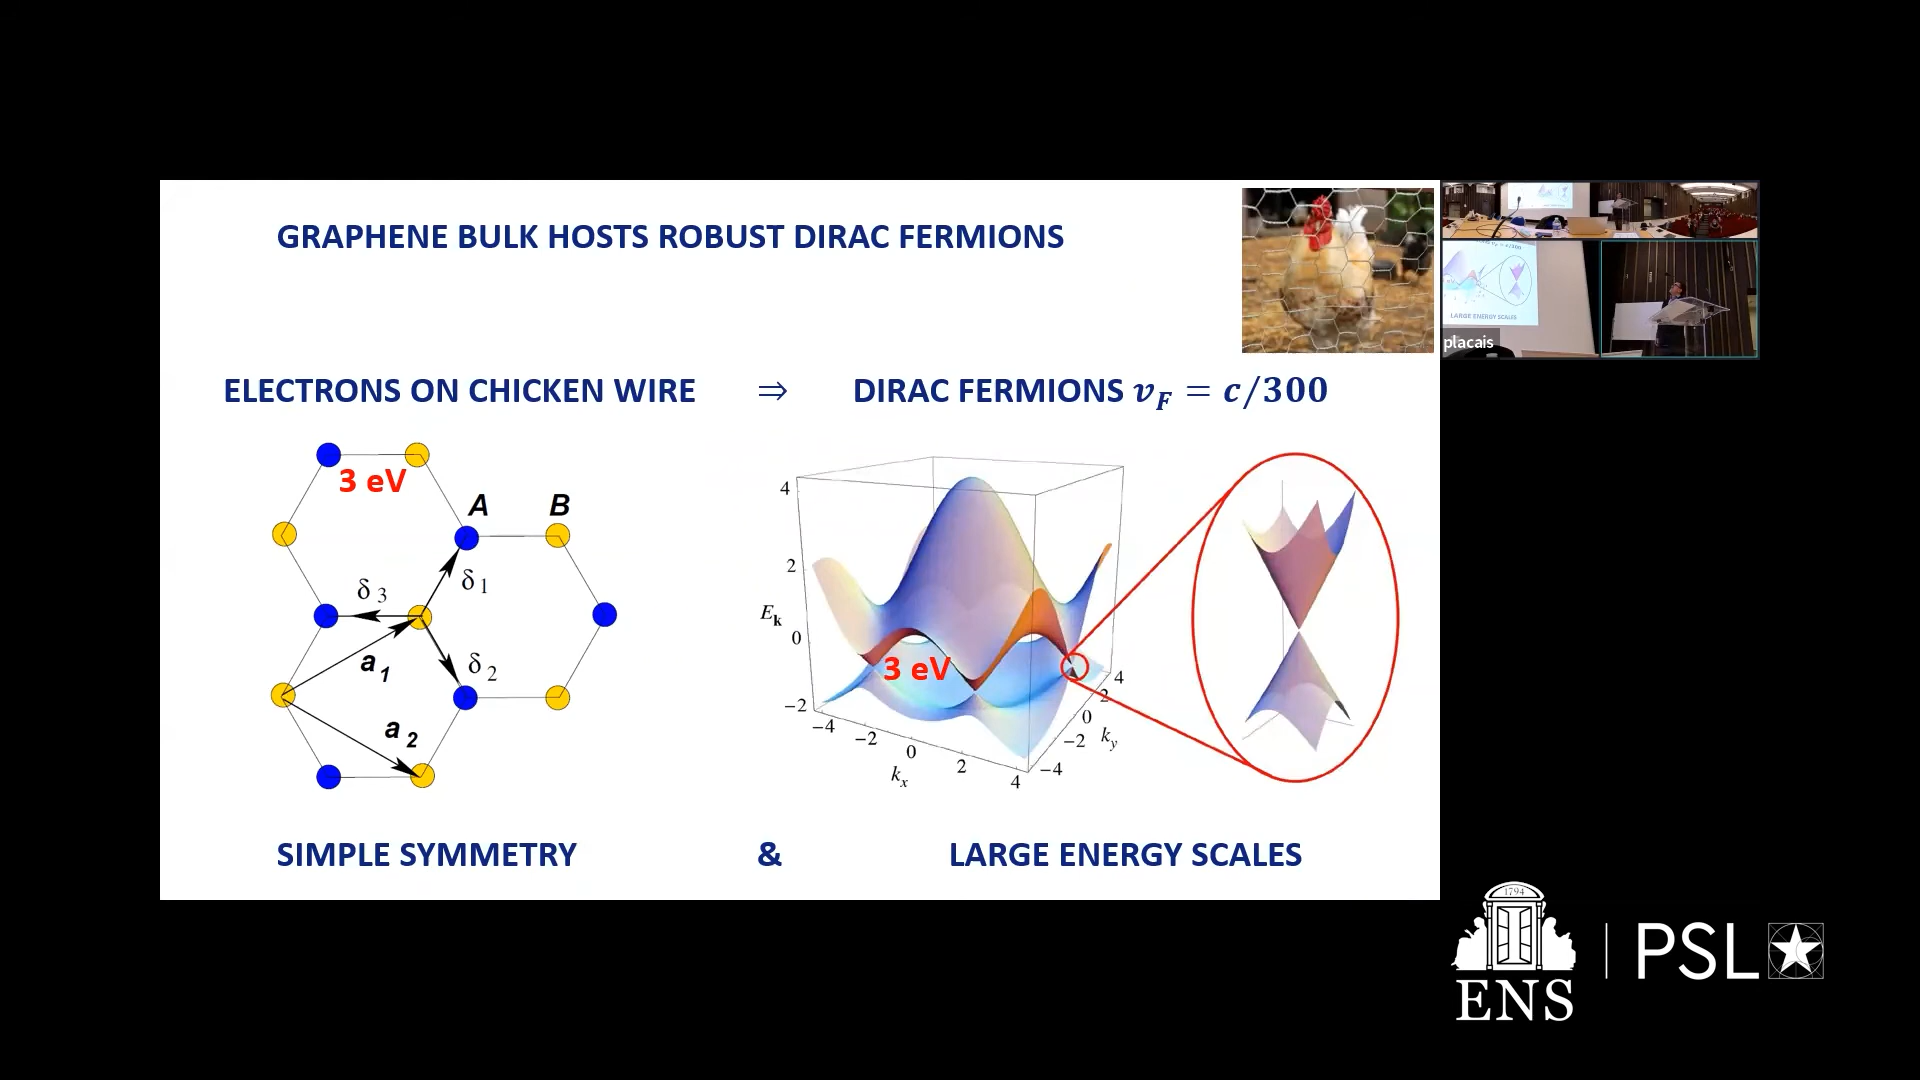 GRAPHENE BULK HOSTS ROBUST DIRAC FERMIONS
ELECTRONS ON CHICKEN WIRE ⇒ DIRAC FERMIONS v_F = c/300
3 eV
A B
δ 1
δ 3
a 1
δ 2
a 2
4
2
0
−2
E_k
3 eV
−4 −2 0 2 4
k_x
4
2
0
−2
−4
k_y
SIMPLE SYMMETRY & LARGE ENERGY SCALES
LARGE ENERGY SCALES
placais
1794
ENS
PSL